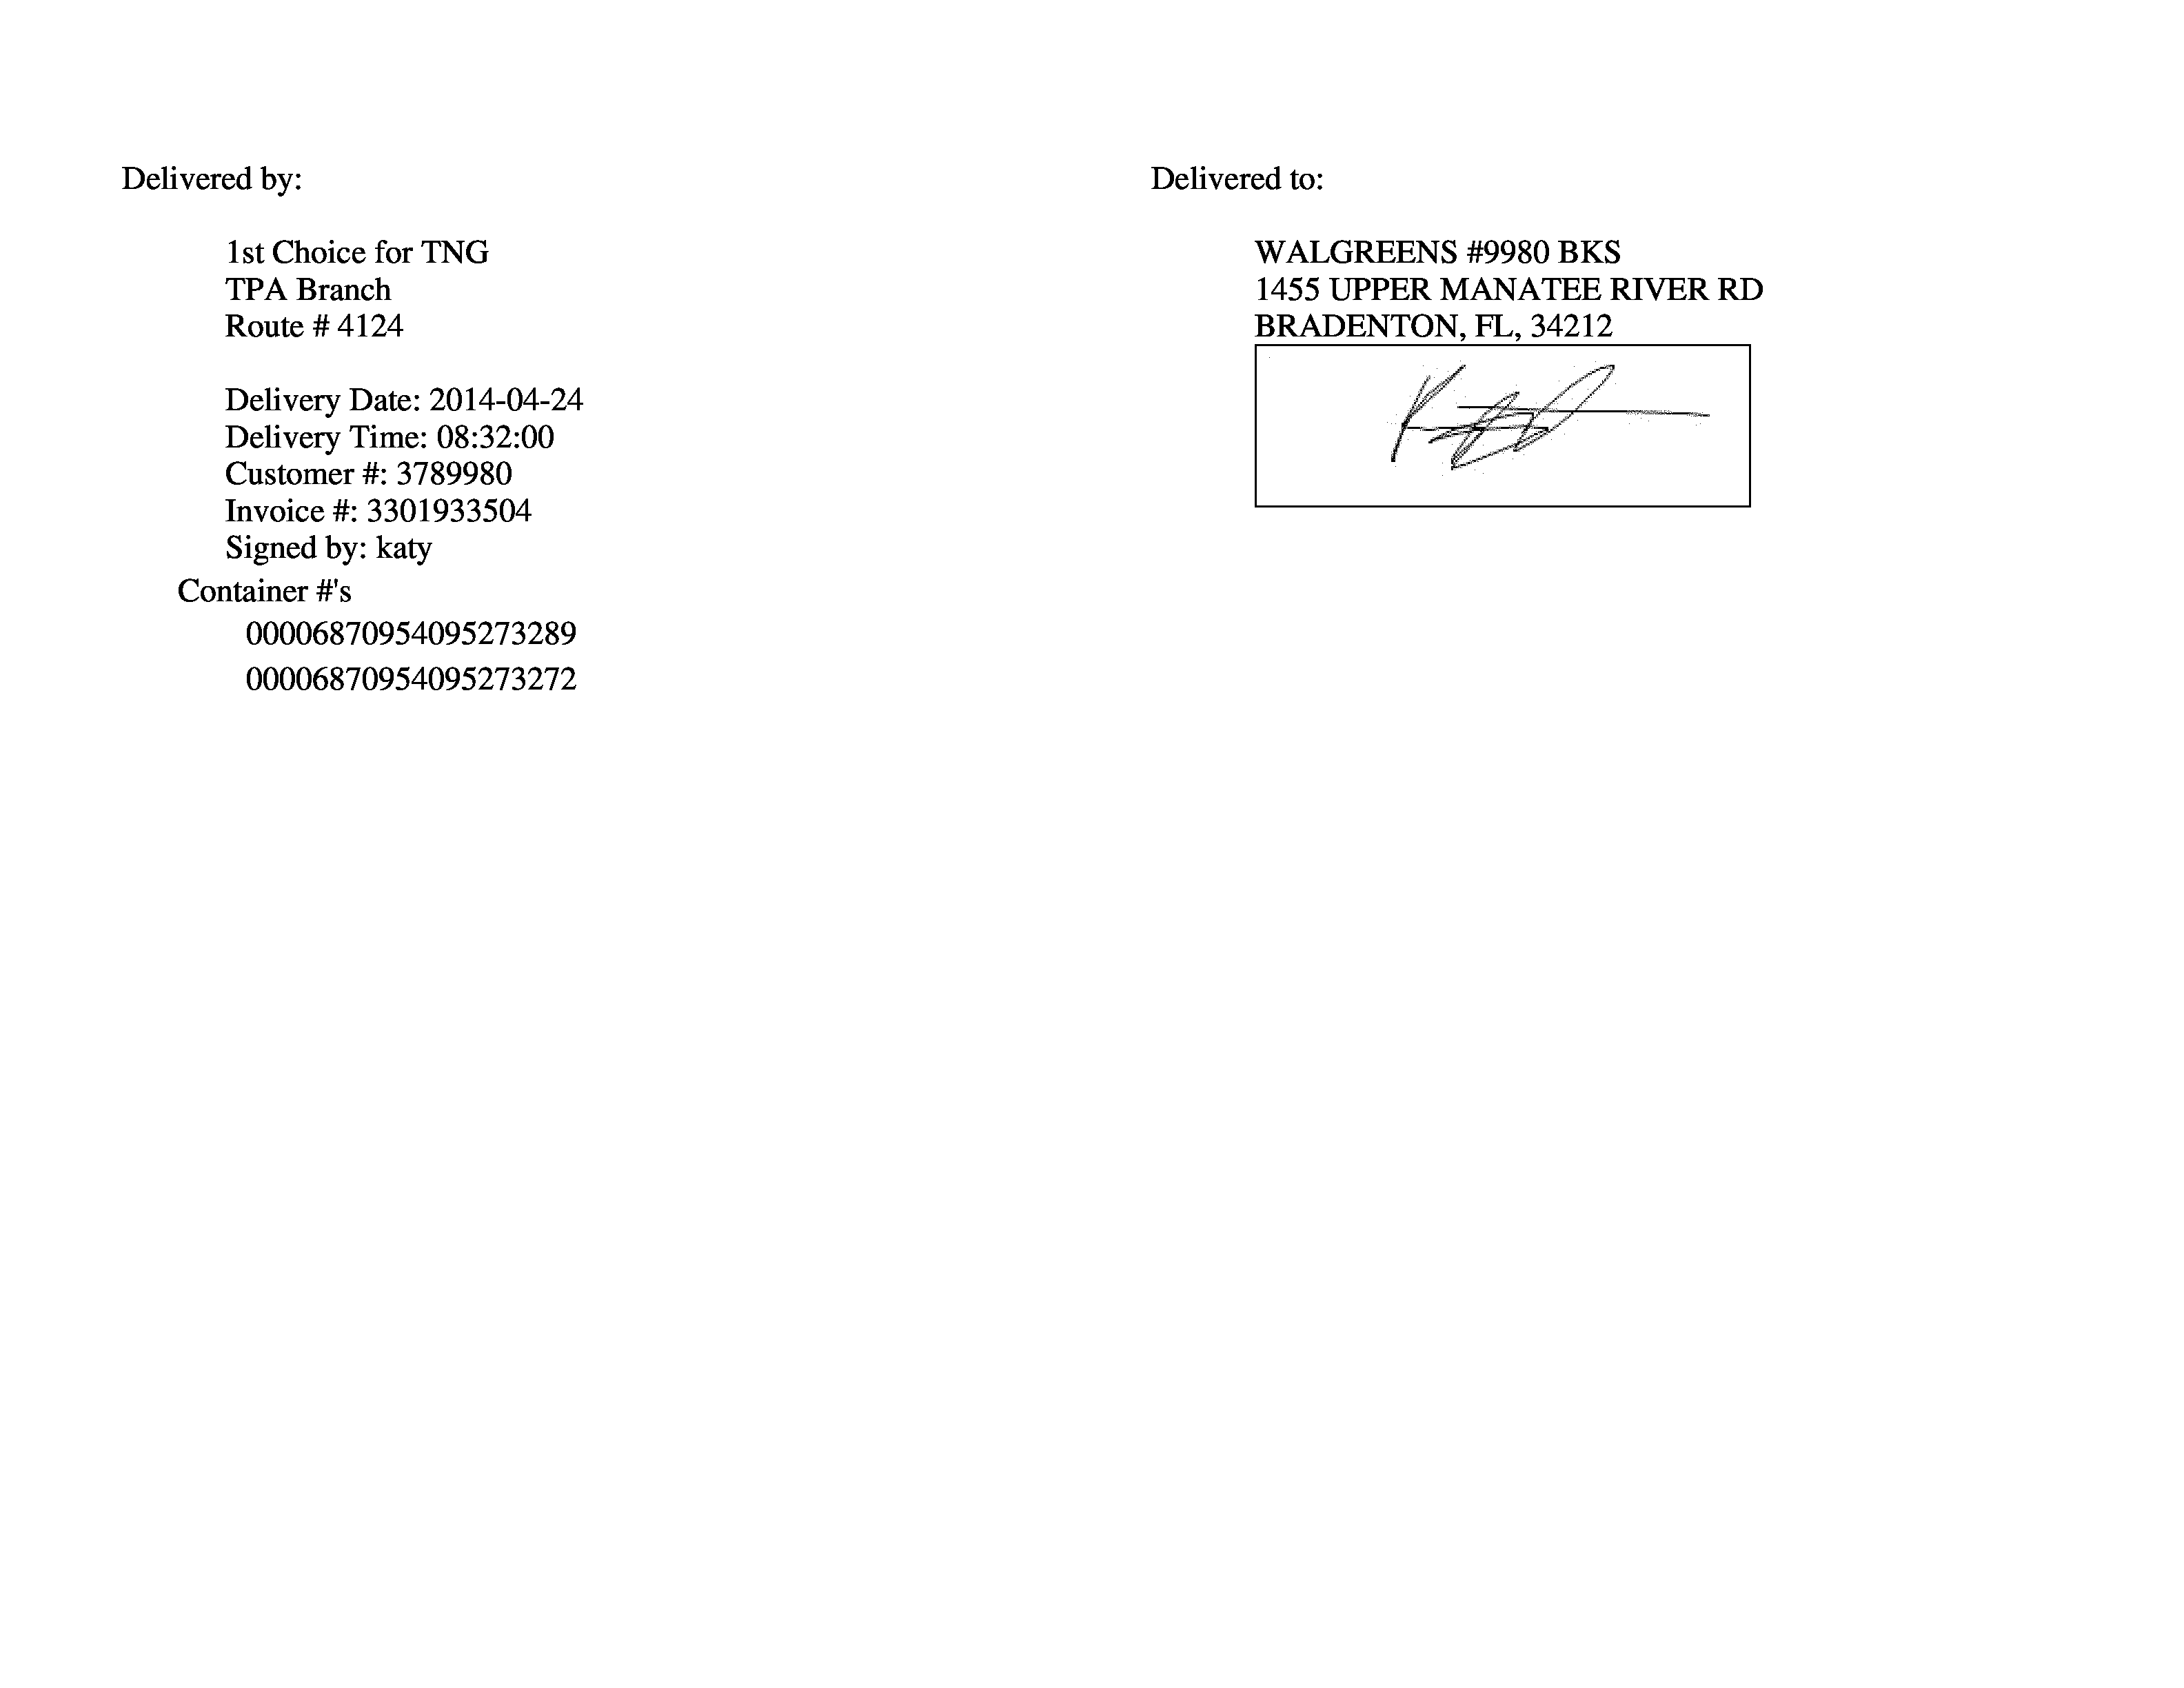 Delivered by:
1st Choice for TNG
TPA Branch
Route # 4124
Delivery Date: 2014-04-24
Delivery Time: 08:32:00
Customer #: 3789980
Invoice #: 3301933504
Signed by: katy
Container #'s
00006870954095273289
00006870954095273272
Delivered to:
WALGREENS #9980 BKS
1455 UPPER MANATEE RIVER RD
BRADENTON, FL, 34212